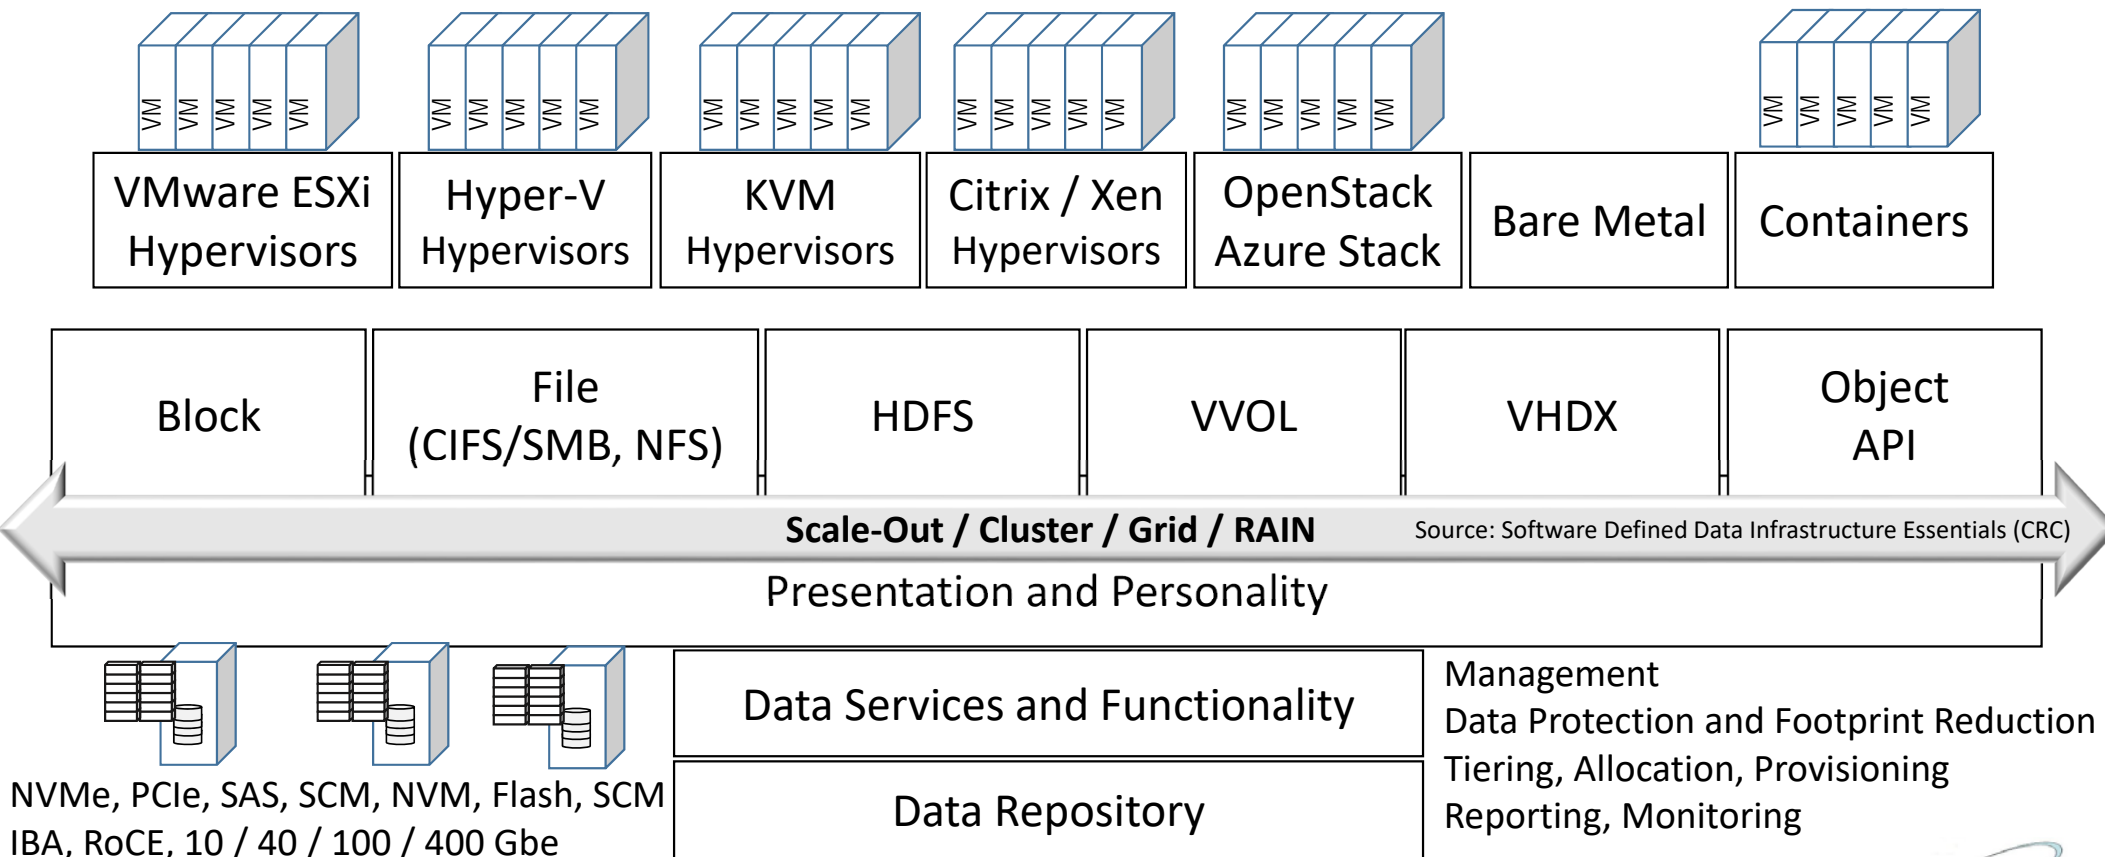 VM VM VM VM VM
VM VM VM VM VM
VM VM VM VM VM
VM VM VM VM VM
VM VM VM VM VM
VM VM VM VM VM
VMware ESXi
Hypervisors
Hyper-V
Hypervisors
KVM
Hypervisors
Citrix / Xen
Hypervisors
OpenStack
Azure Stack
Bare Metal
Containers
Block
File
(CIFS/SMB, NFS)
HDFS
VVOL
VHDX
Object
API
Scale-Out / Cluster / Grid / RAIN
Source: Software Defined Data Infrastructure Essentials (CRC)
Presentation and Personality
NVMe, PCIe, SAS, SCM, NVM, Flash, SCM
IBA, RoCE, 10 / 40 / 100 / 400 Gbe
Data Services and Functionality
Data Repository
Management
Data Protection and Footprint Reduction
Tiering, Allocation, Provisioning
Reporting, Monitoring